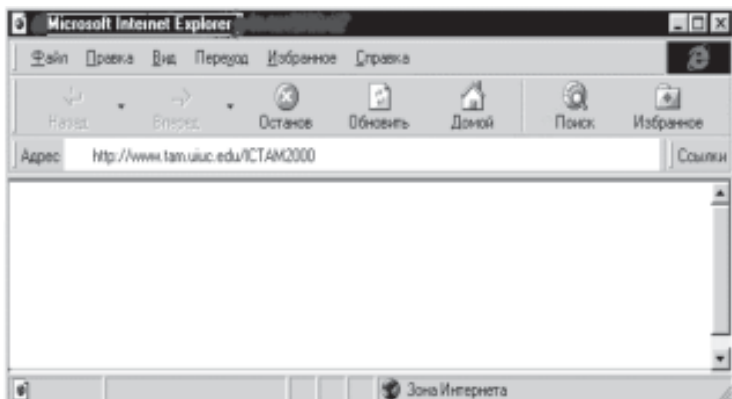 Microsoft Internet Explorer
Файл Правка Вид Переход Избранное Справка
Назад Вперед Останов Обновить Домой Поиск Избранное
Адрес http://www.tam.uiuc.edu/ICTAM2000 Ссылки
Зона Интернета